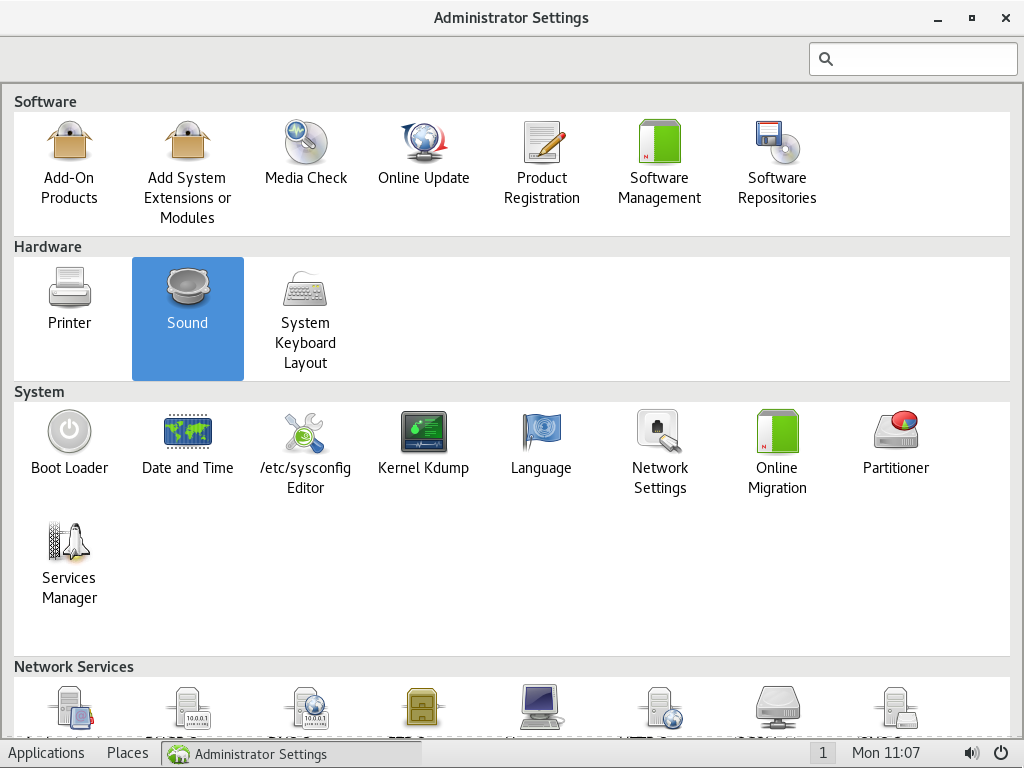 Administrator Settings
Software
Add-On
Products
Add System
Extensions or
Modules
Media Check
Online Update
Product
Registration
Software
Management
Software
Repositories
Hardware
Printer
Sound
System
Keyboard
Layout
System
Boot Loader
Date and Time
/etc/sysconfig
Editor
Kernel Kdump
Language
Network
Settings
Online
Migration
Partitioner
Services
Manager
Network Services
10.0.0.1
10.0.0.1
Applications
Places
Administrator Settings
1
Mon 11:07